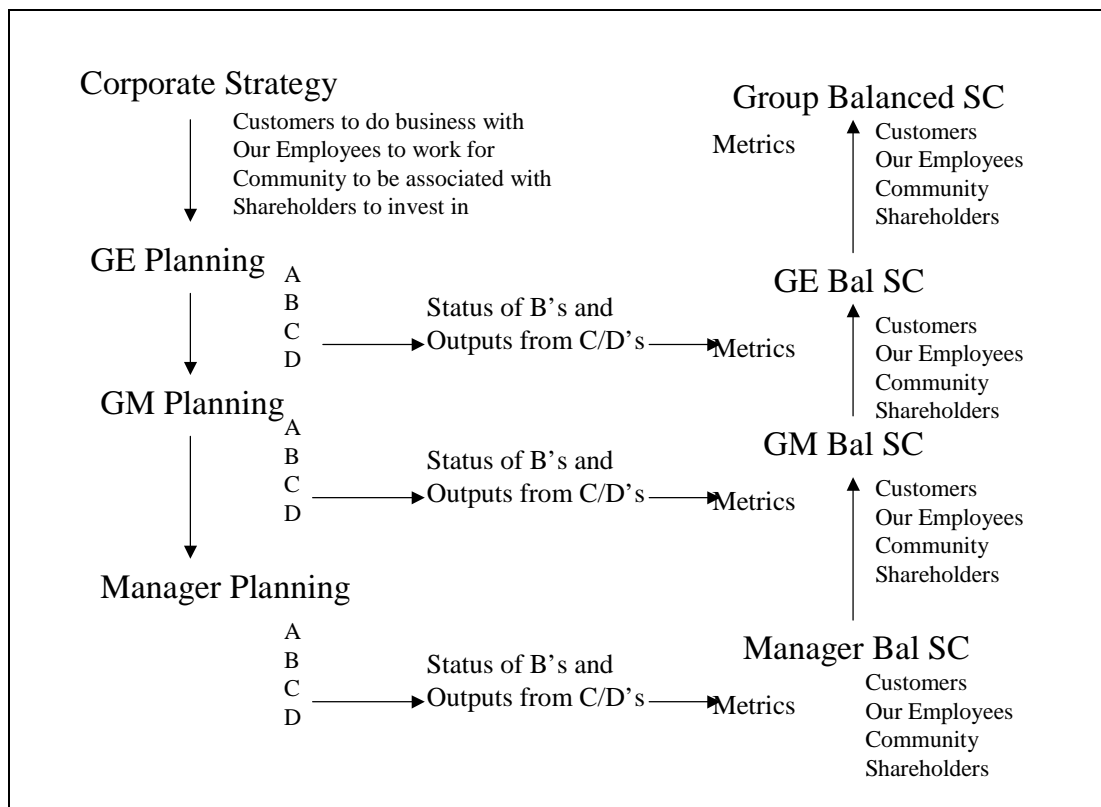 Corporate Strategy
Customers to do business with
Our Employees to work for
Community to be associated with
Shareholders to invest in
Group Balanced SC
Metrics
Customers
Our Employees
Community
Shareholders
GE Planning
A
B
C
D
Status of B's and
Outputs from C/D's
Metrics
GE Bal SC
Customers
Our Employees
Community
Shareholders
GM Planning
A
B
C
D
Status of B's and
Outputs from C/D's
Metrics
GM Bal SC
Customers
Our Employees
Community
Shareholders
Manager Planning
A
B
C
D
Status of B's and
Outputs from C/D's
Metrics
Manager Bal SC
Customers
Our Employees
Community
Shareholders